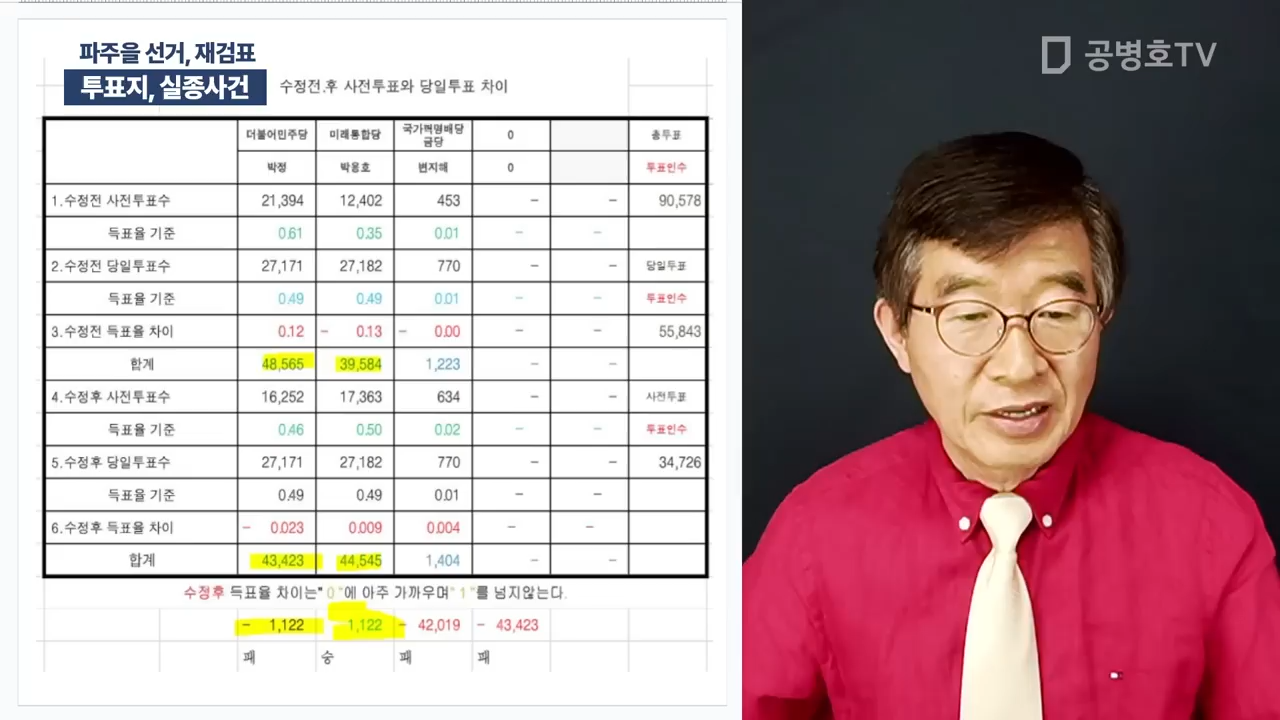 파주을 선거, 재검표
투표지, 실종사건
공병호TV
수정전.후 사전투표와 당일투표 차이
더불어민주당 미래통합당 국가혁명배당금당 0 총투표
박정 박용호 변지해 0 투표인수
1.수정전 사전투표수 21,394 12,402 453 - - 90,578
득표율 기준 0.61 0.35 0.01 - -
2.수정전 당일투표수 27,171 27,182 770 - - 당일투표
득표율 기준 0.49 0.49 0.01 - - 투표인수
3.수정전 득표율 차이 0.12 - 0.13 - 0.00 - - 55,843
합계 48,565 39,584 1,223 - -
4.수정후 사전투표수 16,252 17,363 634 - - 사전투표
득표율 기준 0.46 0.50 0.02 - - 투표인수
5.수정후 당일투표수 27,171 27,182 770 - - 34,726
득표율 기준 0.49 0.49 0.01 - -
6.수정후 득표율 차이 - 0.023 0.009 0.004 - -
합계 43,423 44,545 1,404 - -
수정후 득표율 차이는" 0 "에 아주 가까우며" 1 "를 넘지않는다.
- 1,122 1,122 - 42,019 - 43,423
패 승 패 패